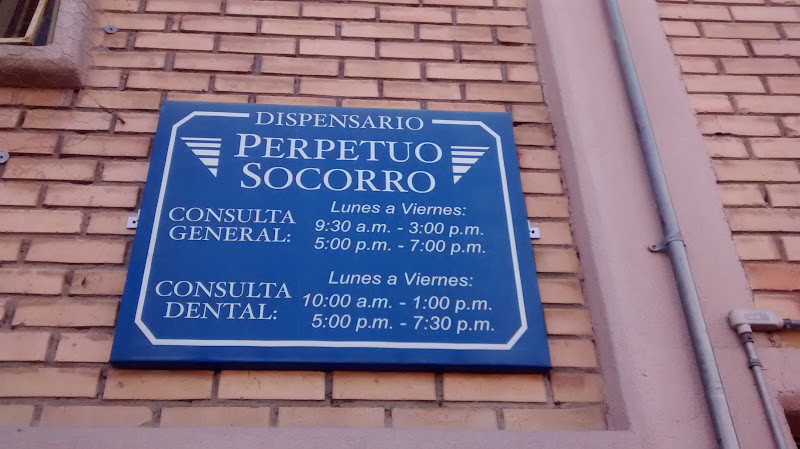 DISPENSARIO
PERPETUO
SOCORRO
CONSULTA
GENERAL:
Lunes a Viernes:
9:30 a.m. - 3:00 p.m.
5:00 p.m. - 7:00 p.m.
CONSULTA
DENTAL:
Lunes a Viernes:
10:00 a.m. - 1:00 p.m.
5:00 p.m. - 7:30 p.m.